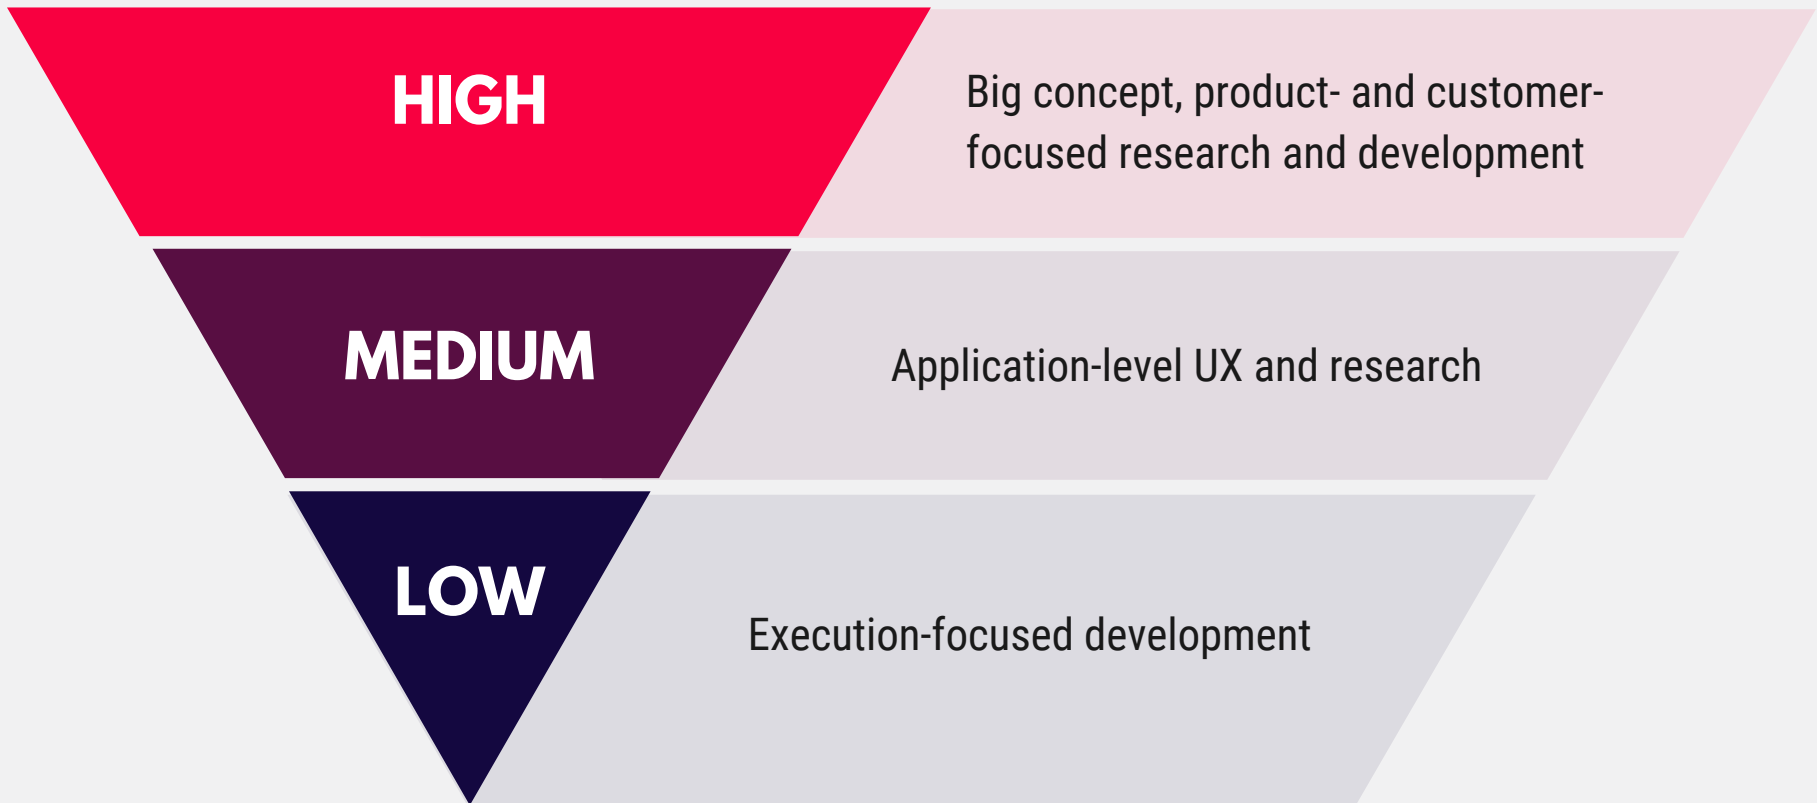 HIGH
Big concept, product- and customer-
focused research and development
MEDIUM
Application-level UX and research
LOW
Execution-focused development